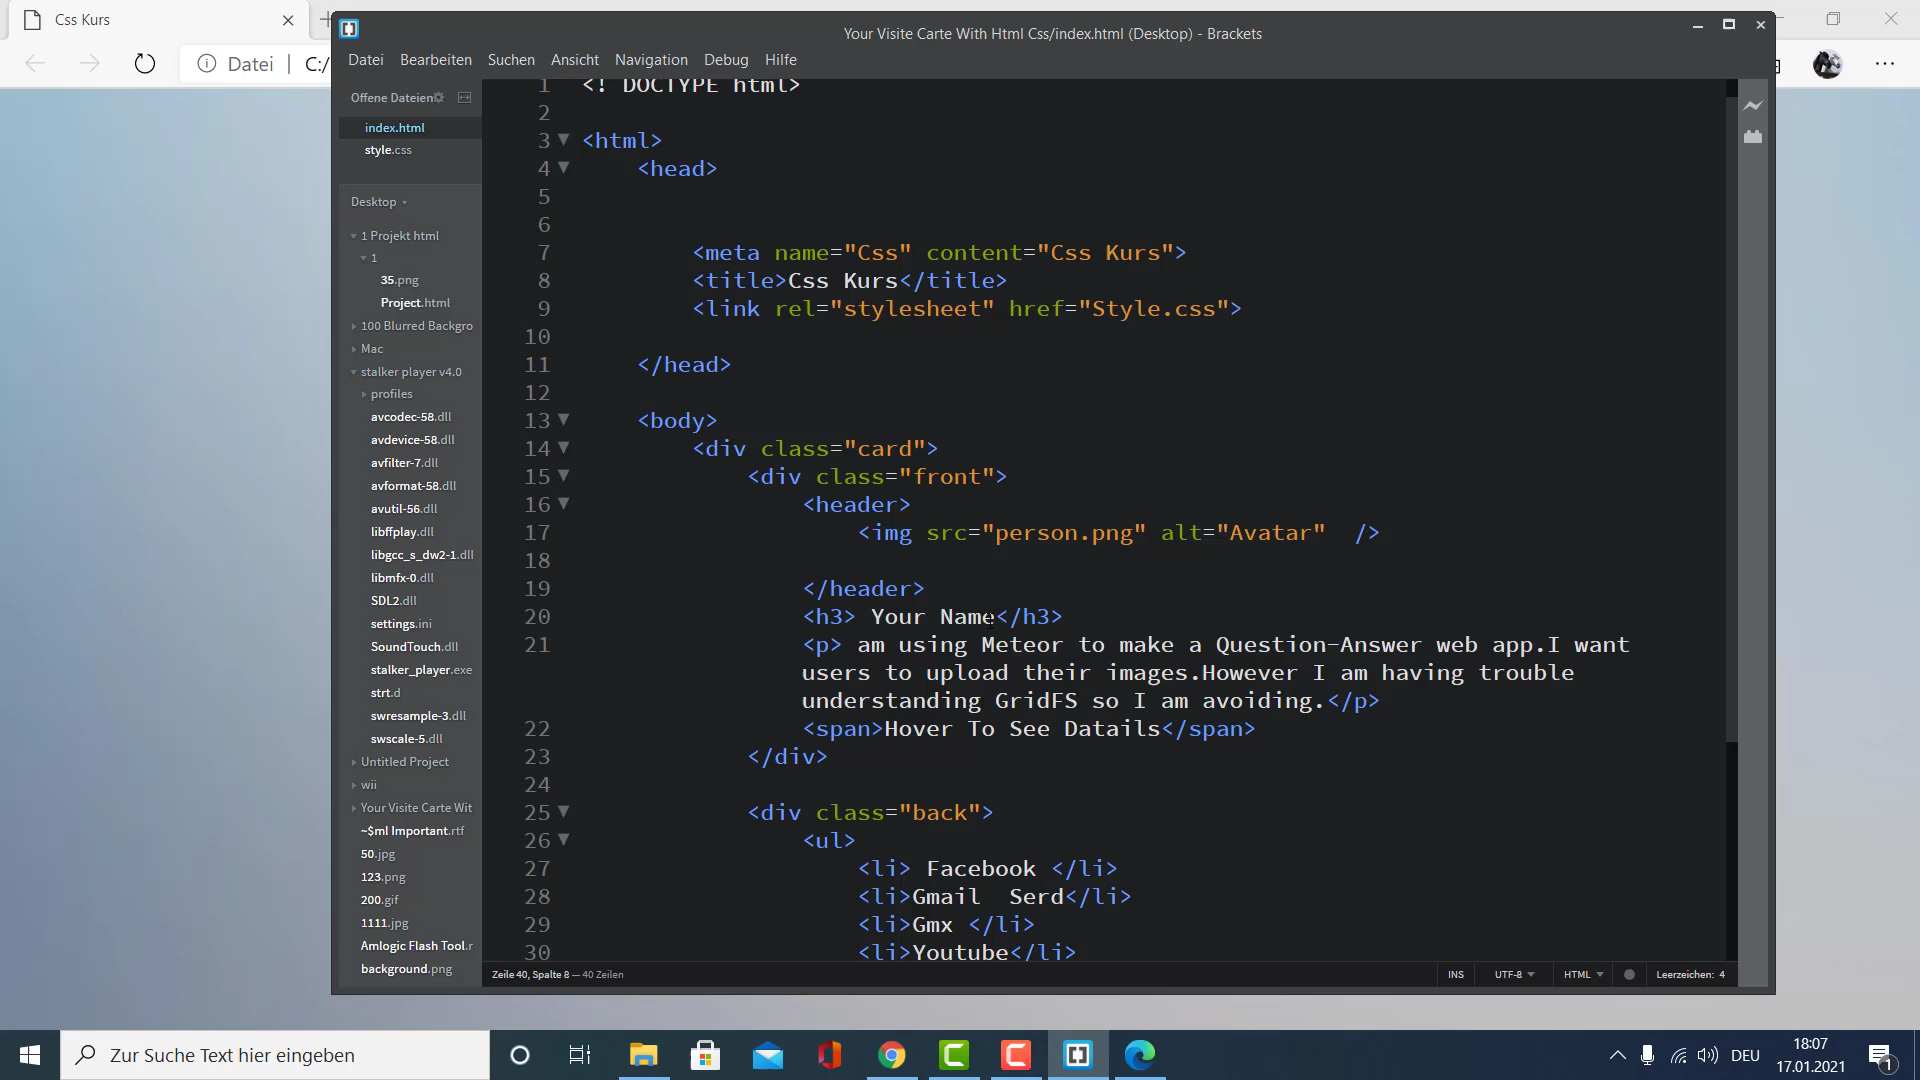 Css Kurs
Your Visite Carte With Html Css/index.html (Desktop) - Brackets
Datei | C:/
Datei Bearbeiten Suchen Ansicht Navigation Debug Hilfe
Offene Dateien
index.html
style.css
Desktop
1 Projekt html
1
35.png
Project.html
100 Blurred Backgro
Mac
stalker player v4.0
profiles
avcodec-58.dll
avdevice-58.dll
avfilter-7.dll
avformat-58.dll
avutil-56.dll
libffplay.dll
libgcc_s_dw2-1.dll
libmfx-0.dll
SDL2.dll
settings.ini
SoundTouch.dll
stalker_player.exe
strt.d
swresample-3.dll
swscale-5.dll
Untitled Project
wii
Your Visite Carte Wit
~$ml Important.rtf
50.jpg
123.png
200.gif
1111.jpg
Amlogic Flash Tool.r
background.png
1 <! DOCTYPE html>
2
3 <html>
4 <head>
5
6
7 <meta name="Css" content="Css Kurs">
8 <title>Css Kurs</title>
9 <link rel="stylesheet" href="Style.css">
10
11 </head>
12
13 <body>
14 <div class="card">
15 <div class="front">
16 <header>
17 <img src="person.png" alt="Avatar"  />
18
19 </header>
20 <h3> Your Name</h3>
21 <p> am using Meteor to make a Question-Answer web app.I want
users to upload their images.However I am having trouble
understanding GridFS so I am avoiding.</p>
22 <span>Hover To See Datails</span>
23 </div>
24
25 <div class="back">
26 <ul>
27 <li> Facebook </li>
28 <li>Gmail  Serd</li>
29 <li>Gmx </li>
30 <li>Youtube</li>
Zeile 40, Spalte 8 — 40 Zeilen
INS UTF-8 HTML Leerzeichen: 4
Zur Suche Text hier eingeben
DEU
18:07
17.01.2021
1